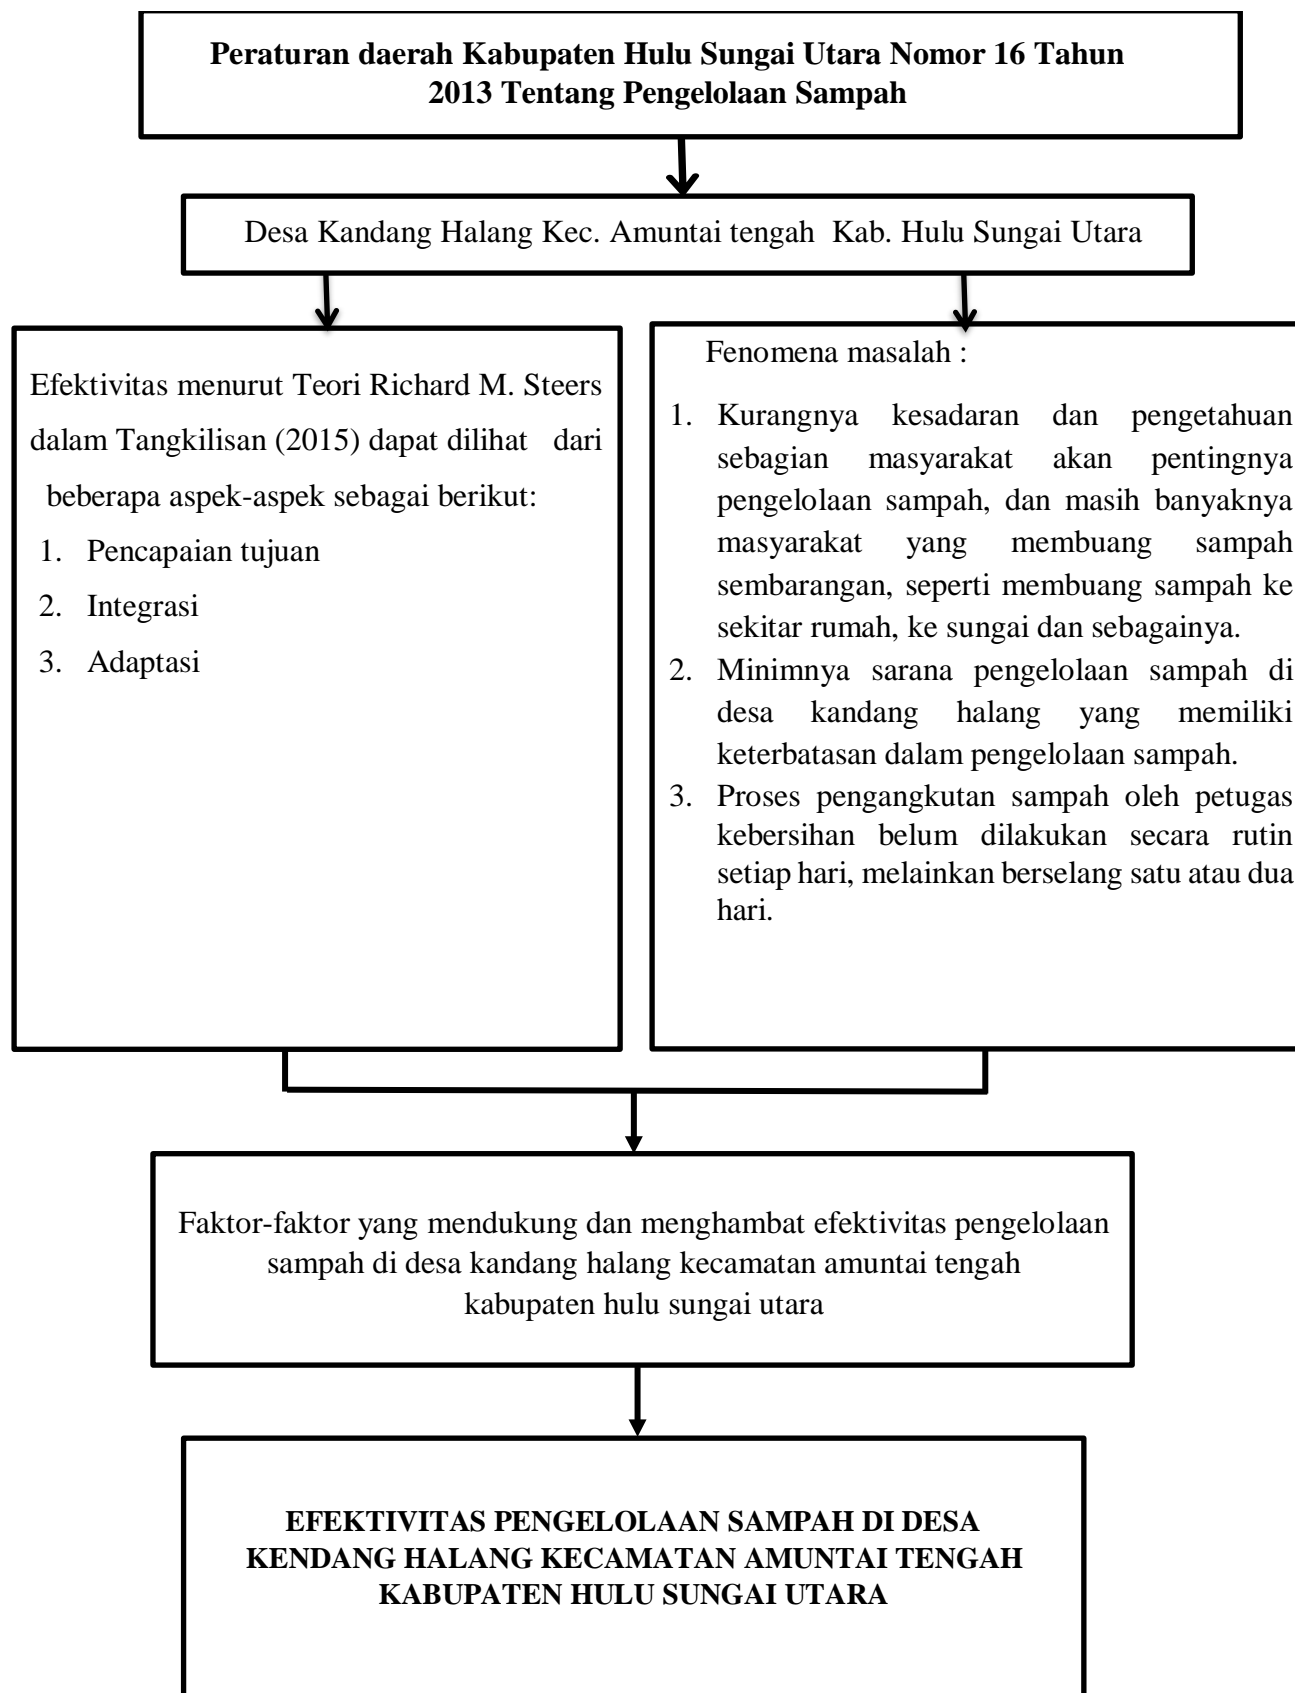 Peraturan daerah Kabupaten Hulu Sungai Utara Nomor 16 Tahun
2013 Tentang Pengelolaan Sampah
Desa Kandang Halang Kec. Amuntai tengah Kab. Hulu Sungai Utara
Efektivitas menurut Teori Richard M. Steers
dalam Tangkilisan (2015) dapat dilihat dari
beberapa aspek-aspek sebagai berikut:
1. Pencapaian tujuan
2. Integrasi
3. Adaptasi
Fenomena masalah :
1. Kurangnya kesadaran dan pengetahuan
sebagian masyarakat akan pentingnya
pengelolaan sampah, dan masih banyaknya
masyarakat yang membuang sampah
sembarangan, seperti membuang sampah ke
sekitar rumah, ke sungai dan sebagainya.
2. Minimnya sarana pengelolaan sampah di
desa kandang halang yang memiliki
keterbatasan dalam pengelolaan sampah.
3. Proses pengangkutan sampah oleh petugas
kebersihan belum dilakukan secara rutin
setiap hari, melainkan berselang satu atau dua
hari.
Faktor-faktor yang mendukung dan menghambat efektivitas pengelolaan
sampah di desa kandang halang kecamatan amuntai tengah
kabupaten hulu sungai utara
EFEKTIVITAS PENGELOLAAN SAMPAH DI DESA
KENDANG HALANG KECAMATAN AMUNTAI TENGAH
KABUPATEN HULU SUNGAI UTARA